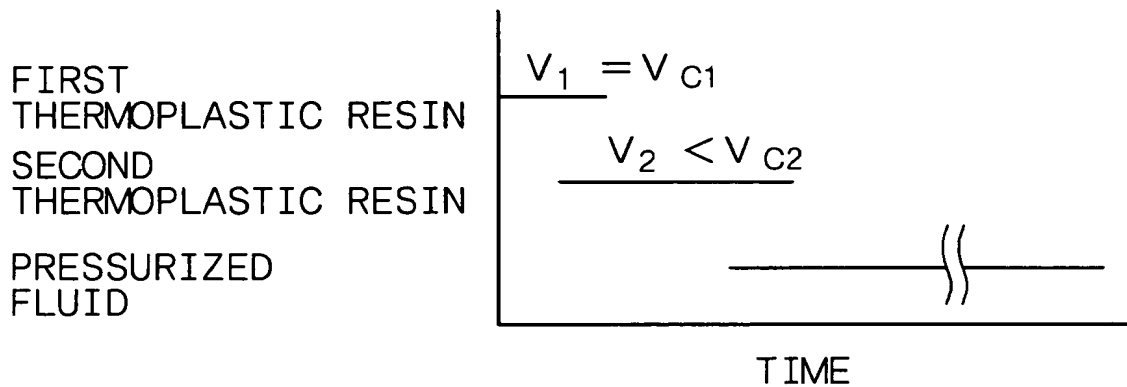 FIRST
THERMOPLASTIC RESIN
V1 = VC1
SECOND
THERMOPLASTIC RESIN
V2 < VC2
PRESSURIZED
FLUID
TIME